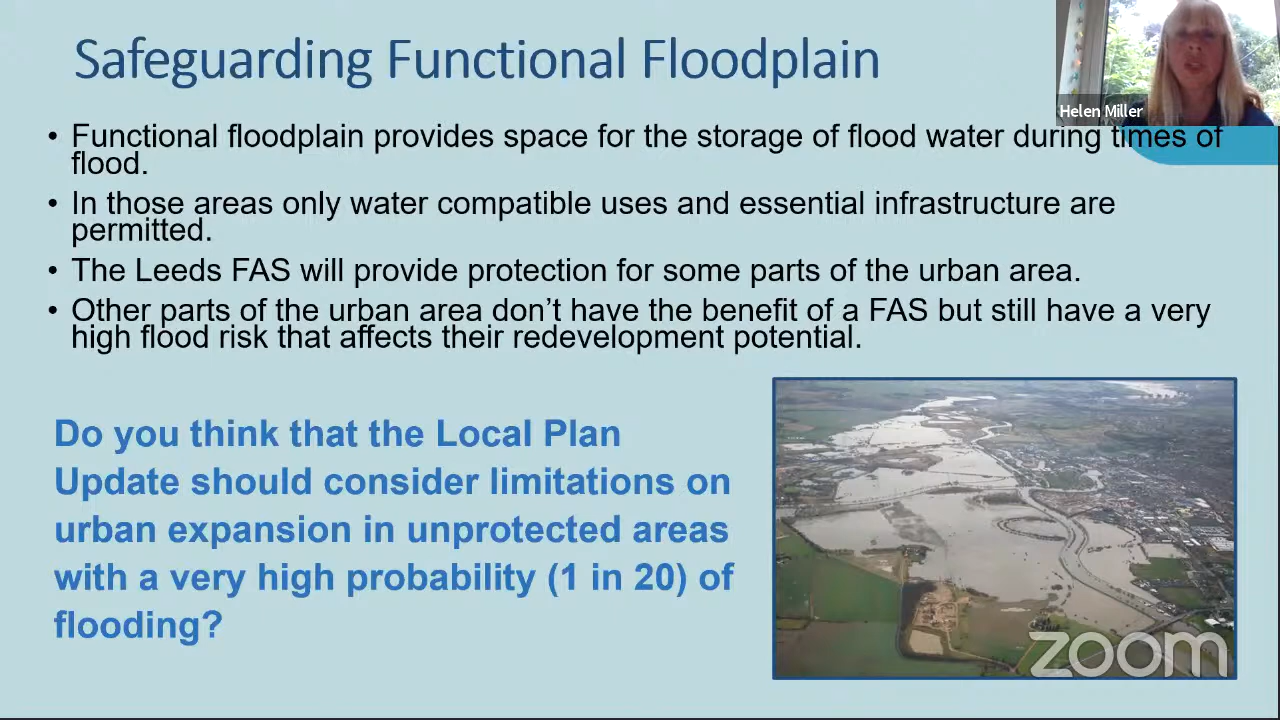 Safeguarding Functional Floodplain
Helen Miller
• Functional floodplain provides space for the storage of flood water during times of
flood.
• In those areas only water compatible uses and essential infrastructure are
permitted.
• The Leeds FAS will provide protection for some parts of the urban area.
• Other parts of the urban area don’t have the benefit of a FAS but still have a very
high flood risk that affects their redevelopment potential.
Do you think that the Local Plan
Update should consider limitations on
urban expansion in unprotected areas
with a very high probability (1 in 20) of
flooding?
zoom